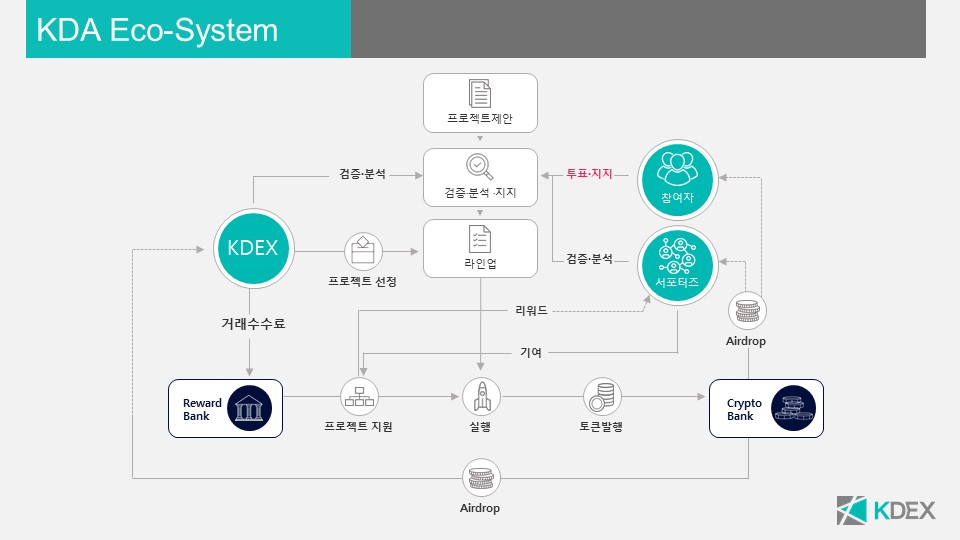 KDA Eco-System
프로젝트제안
검증·분석
검증·분석 ·지지
투표·지지
참여자
KDEX
프로젝트 선정
라인업
검증·분석
서포터즈
리워드
거래수수료
기여
Airdrop
Reward
Bank
프로젝트 지원
실행
토큰발행
Crypto
Bank
Airdrop
KDEX